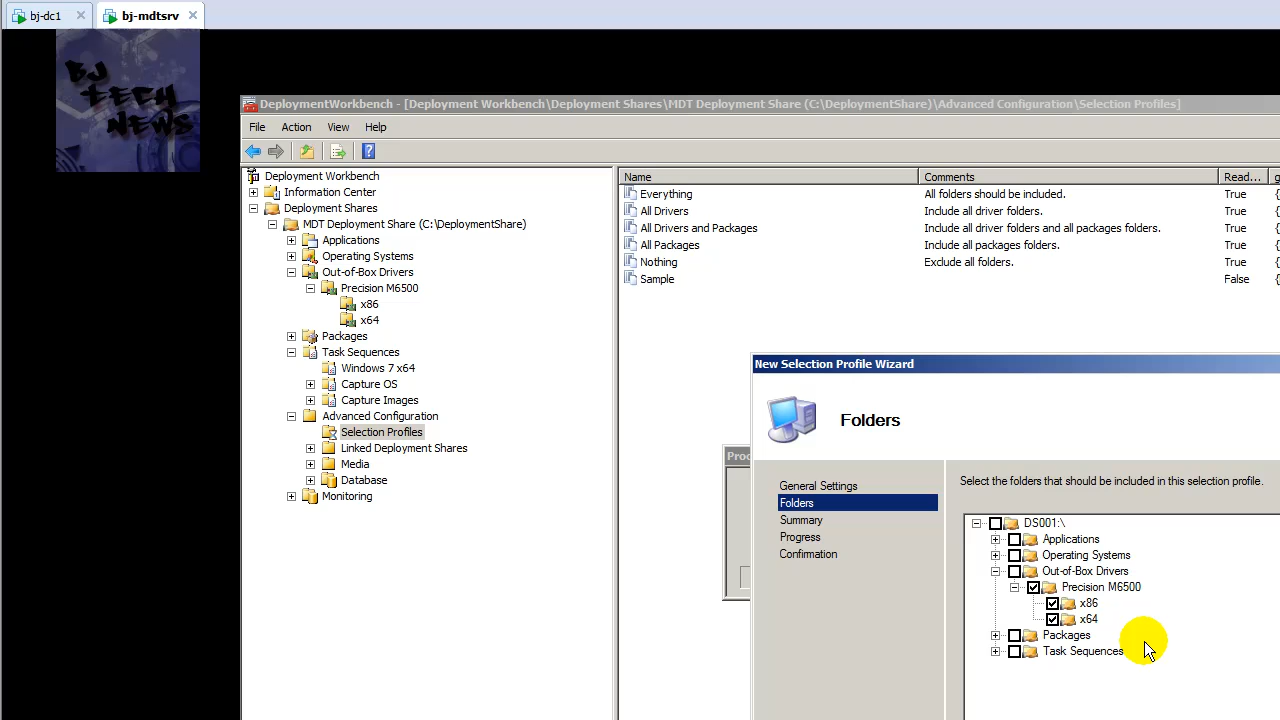 bj-dc1
bj-mdtsrv
BJ
TECH
NEWS
DeploymentWorkbench - [Deployment Workbench\Deployment Shares\MDT Deployment Share (C:\DeploymentShare)\Advanced Configuration\Selection Profiles]
File Action View Help
Deployment Workbench
Information Center
Deployment Shares
MDT Deployment Share (C:\DeploymentShare)
Applications
Operating Systems
Out-of-Box Drivers
Precision M6500
x86
x64
Packages
Task Sequences
Windows 7 x64
Capture OS
Capture Images
Advanced Configuration
Selection Profiles
Linked Deployment Shares
Media
Database
Monitoring
Name Comments Read...
Everything All folders should be included. True
All Drivers Include all driver folders. True
All Drivers and Packages Include all driver folders and all packages folders. True
All Packages Include all packages folders. True
Nothing Exclude all folders. True
Sample False
New Selection Profile Wizard
Folders
General Settings
Folders
Summary
Progress
Confirmation
Select the folders that should be included in this selection profile.
DS001:\
Applications
Operating Systems
Out-of-Box Drivers
Precision M6500
x86
x64
Packages
Task Sequences